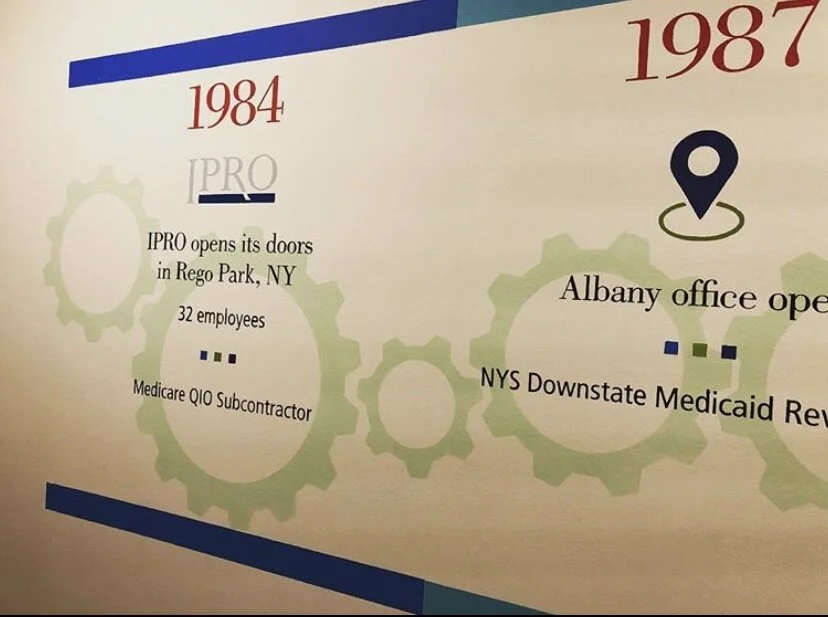 1984
IPRO
IPRO opens its doors
in Rego Park, NY
32 employees
Medicare QIO Subcontractor
1987
Albany office ope
NYS Downstate Medicaid Rev